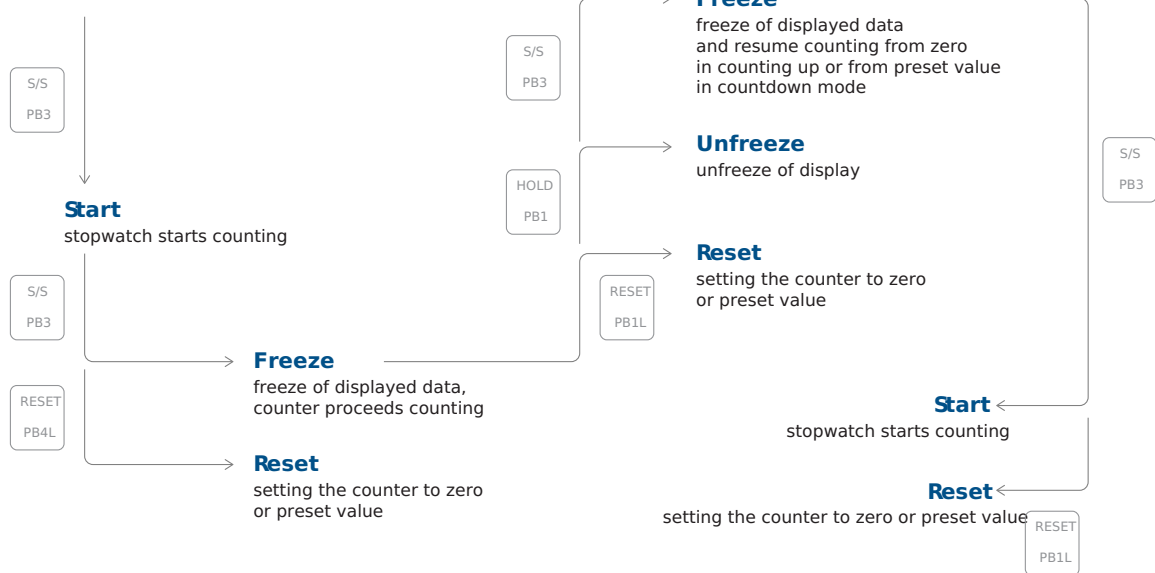 Freeze
freeze of displayed data
and resume counting from zero
in counting up or from preset value
in countdown mode
S/S
PB3
S/S
PB3
Unfreeze
unfreeze of display
S/S
PB3
HOLD
PB1
Start
stopwatch starts counting
Reset
setting the counter to zero
or preset value
S/S
PB3
RESET
PB1L
Freeze
freeze of displayed data,
counter proceeds counting
RESET
PB4L
Start
stopwatch starts counting
Reset
setting the counter to zero
or preset value
Reset
setting the counter to zero or preset value
RESET
PB1L